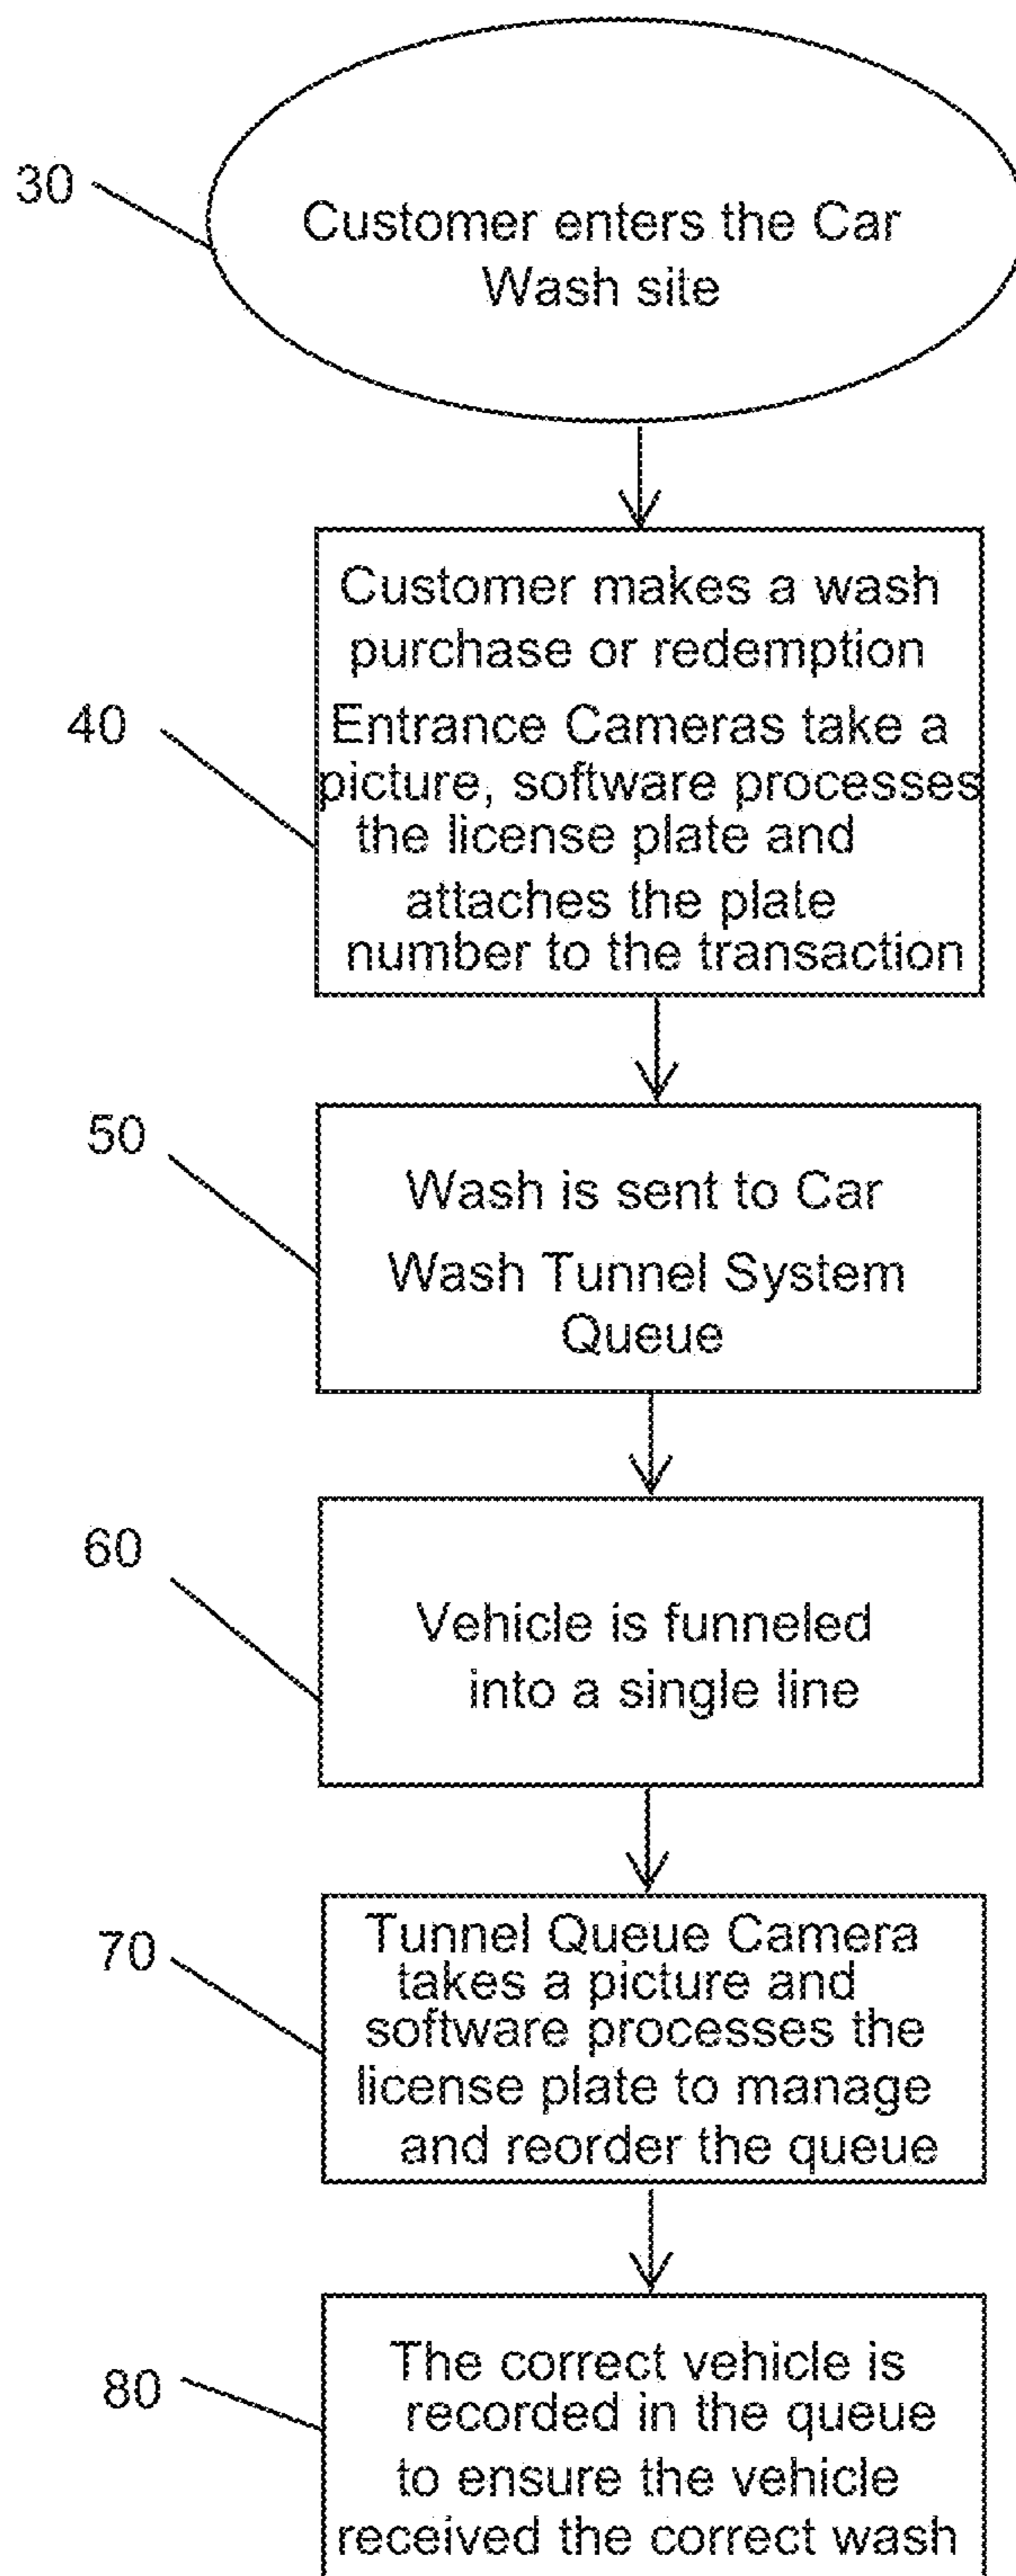 30
Customer enters the Car
Wash site
40
Customer makes a wash
purchase or redemption
Entrance Cameras take a
picture, software processes
the license plate and
attaches the plate
number to the transaction
50
Wash is sent to Car
Wash Tunnel System
Queue
60
Vehicle is funneled
into a single line
70
Tunnel Queue Camera
takes a picture and
software processes the
license plate to manage
and reorder the queue
80
The correct vehicle is
recorded in the queue
to ensure the vehicle
received the correct wash